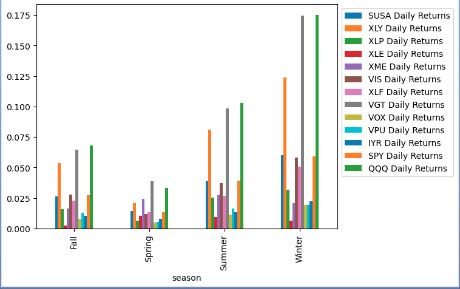 0.175
0.150
0.125
0.100
0.075
0.050
0.025
0.000
Fall
Spring
Summer
Winter
season
SUSA Daily Returns
XLY Daily Returns
XLP Daily Returns
XLE Daily Returns
XME Daily Returns
VIS Daily Returns
XLF Daily Returns
VGT Daily Returns
VOX Daily Returns
VPU Daily Returns
IYR Daily Returns
SPY Daily Returns
QQQ Daily Returns